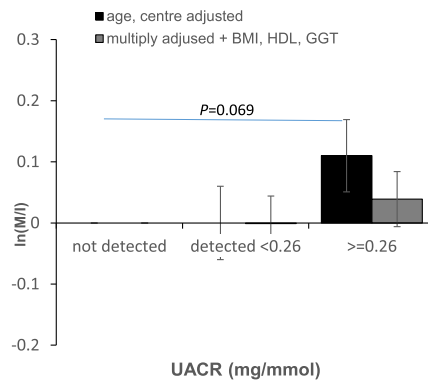 age, centre adjusted
multiply adjused + BMI, HDL, GGT
0.3
0.2
P=0.069
0.1
0
-0.1
-0.2
ln(M/I)
not detected detected <0.26 >=0.26
UACR (mg/mmol)